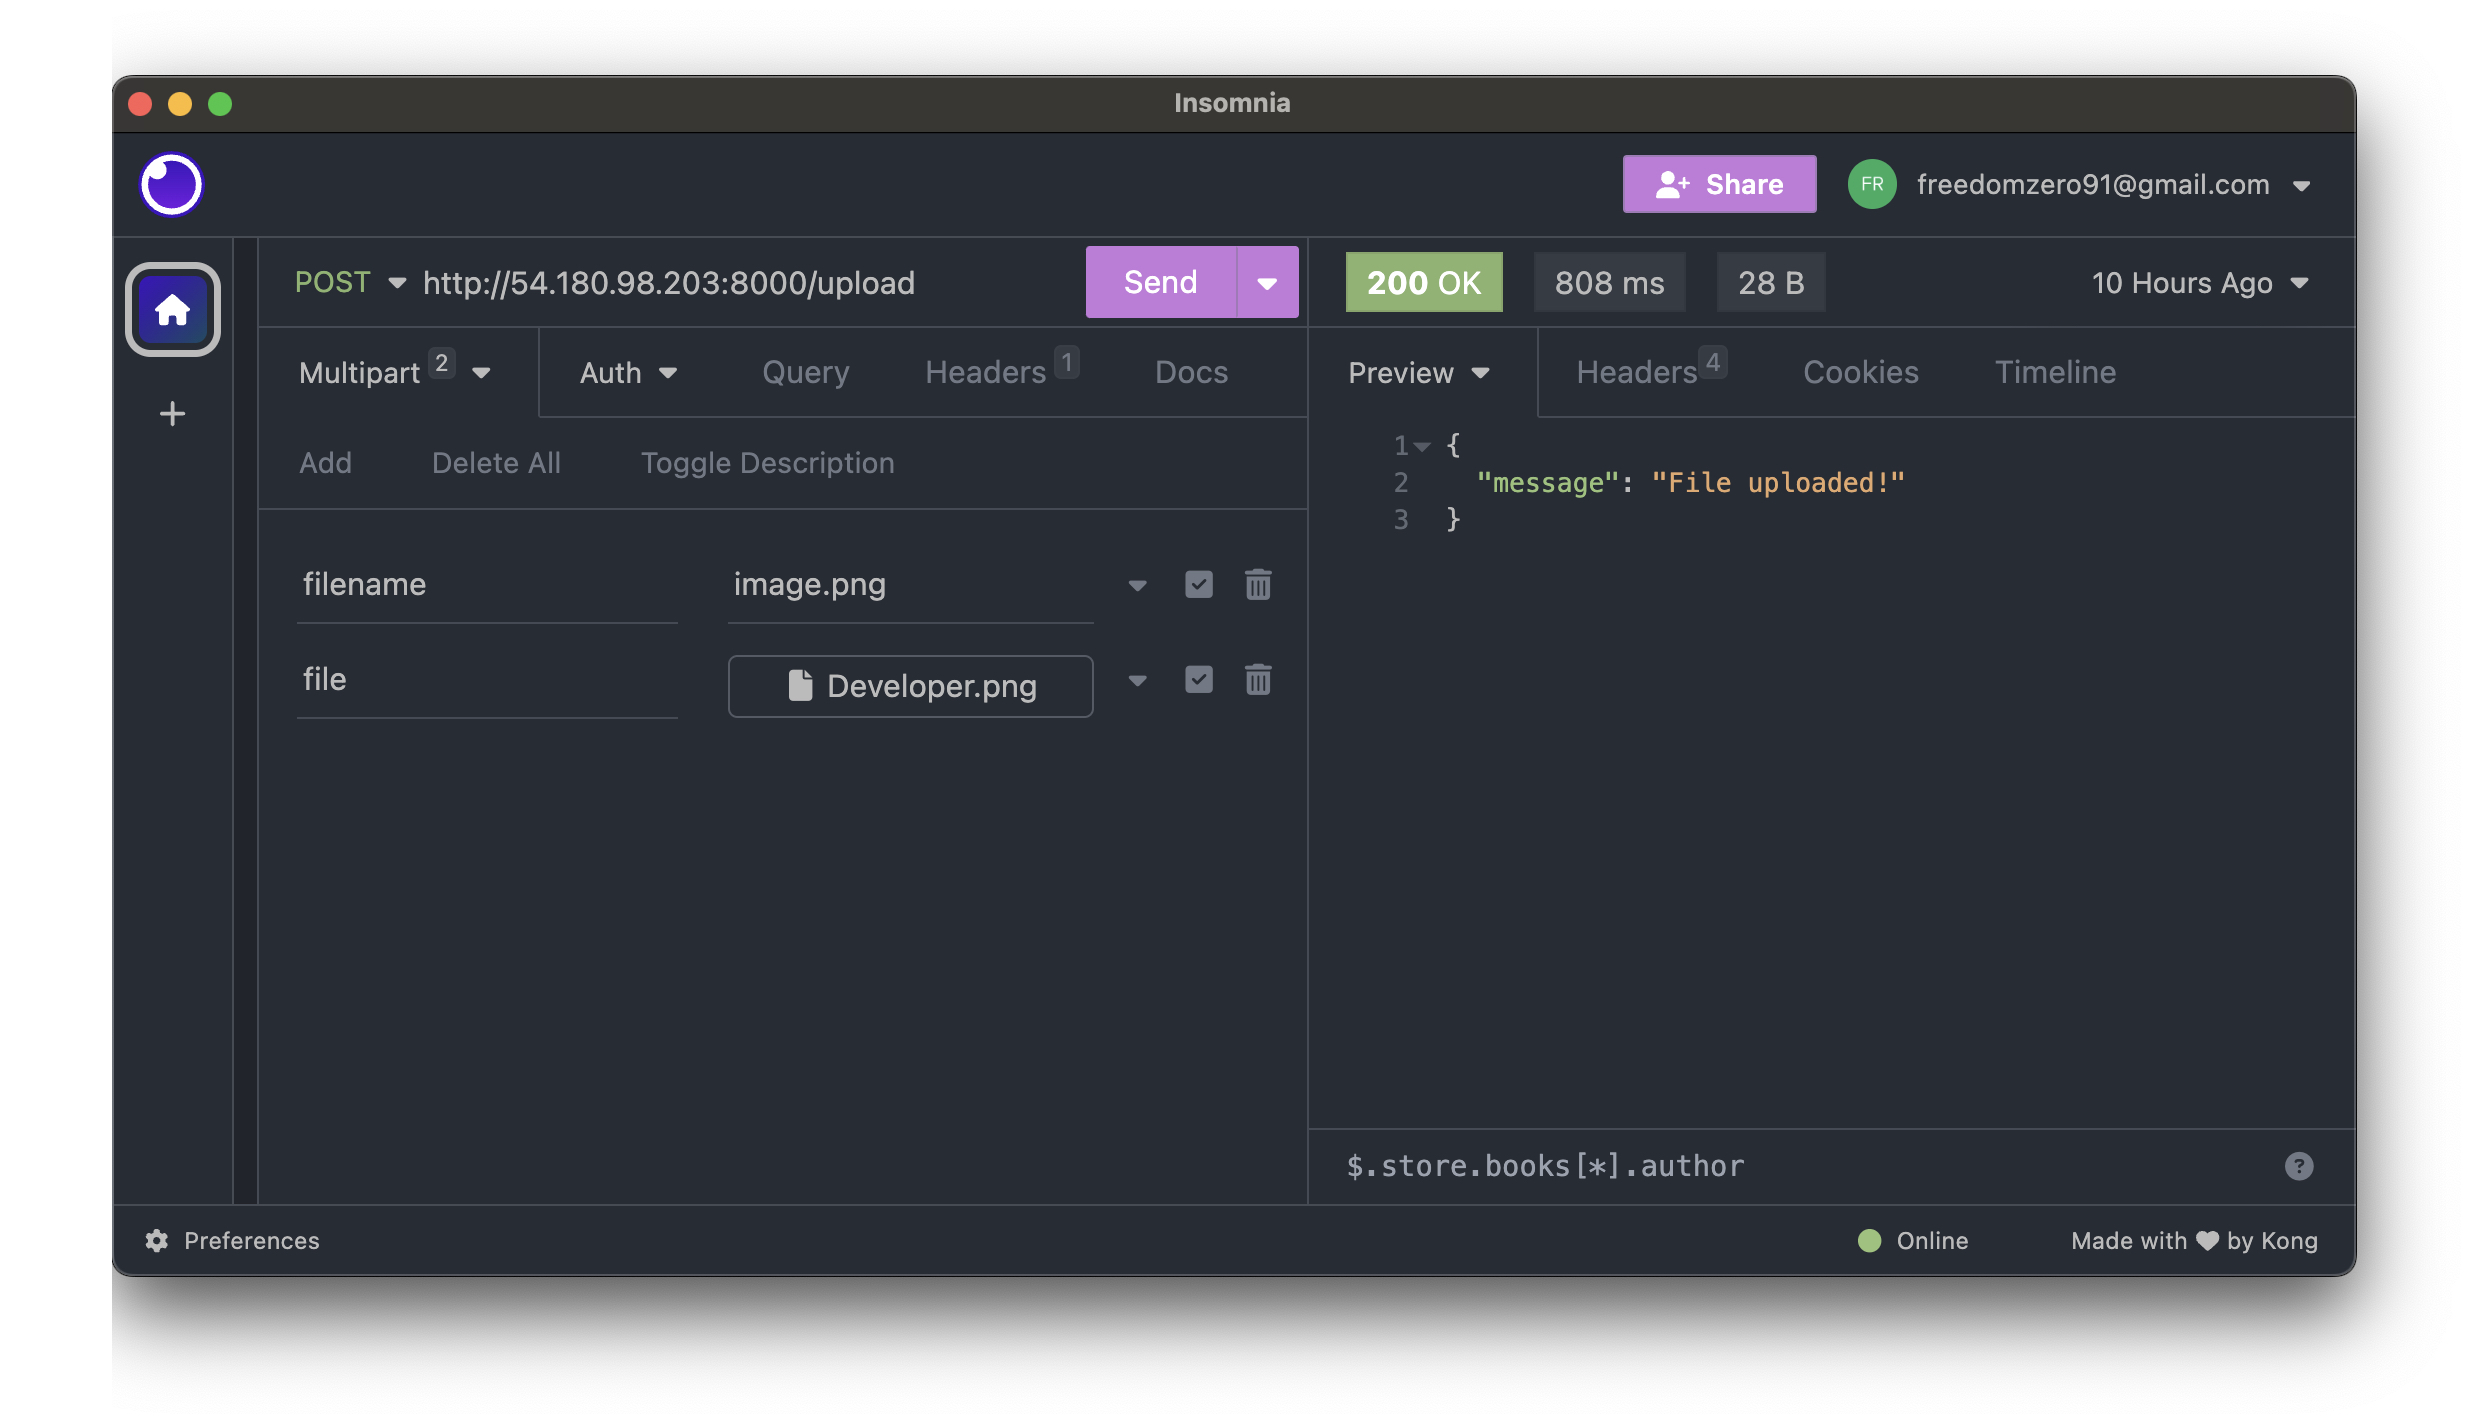 Insomnia
Share
FR
freedomzero91@gmail.com
POST http://54.180.98.203:8000/upload Send
200 OK 808 ms 28 B 10 Hours Ago
Multipart 2 Auth Query Headers 1 Docs
Preview Headers 4 Cookies Timeline
Add Delete All Toggle Description
filename image.png
file Developer.png
1 {
2 "message": "File uploaded!"
3 }
$.store.books[*].author
?
Preferences
Online
Made with ♥ by Kong